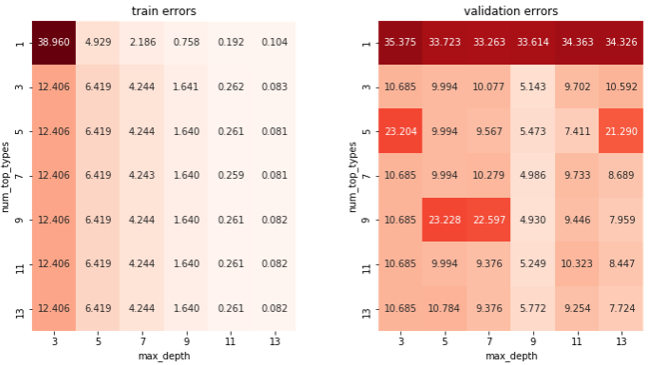 train errors
validation errors
1 38.960 4.929 2.186 0.758 0.192 0.104
3 12.406 6.419 4.244 1.641 0.262 0.083
5 12.406 6.419 4.244 1.640 0.261 0.081
7 12.406 6.419 4.243 1.640 0.259 0.081
9 12.406 6.419 4.244 1.640 0.261 0.082
11 12.406 6.419 4.244 1.640 0.261 0.082
13 12.406 6.419 4.244 1.640 0.261 0.082
3 5 7 9 11 13
max_depth
num_top_types
1 35.375 33.723 33.263 33.614 34.363 34.326
3 10.685 9.994 10.077 5.143 9.702 10.592
5 23.204 9.994 9.567 5.473 7.411 21.290
7 10.685 9.994 10.279 4.986 9.733 8.689
9 10.685 23.228 22.597 4.930 9.446 7.959
11 10.685 9.994 9.376 5.249 10.323 8.447
13 10.685 10.784 9.376 5.772 9.254 7.724
3 5 7 9 11 13
max_depth
num_top_types